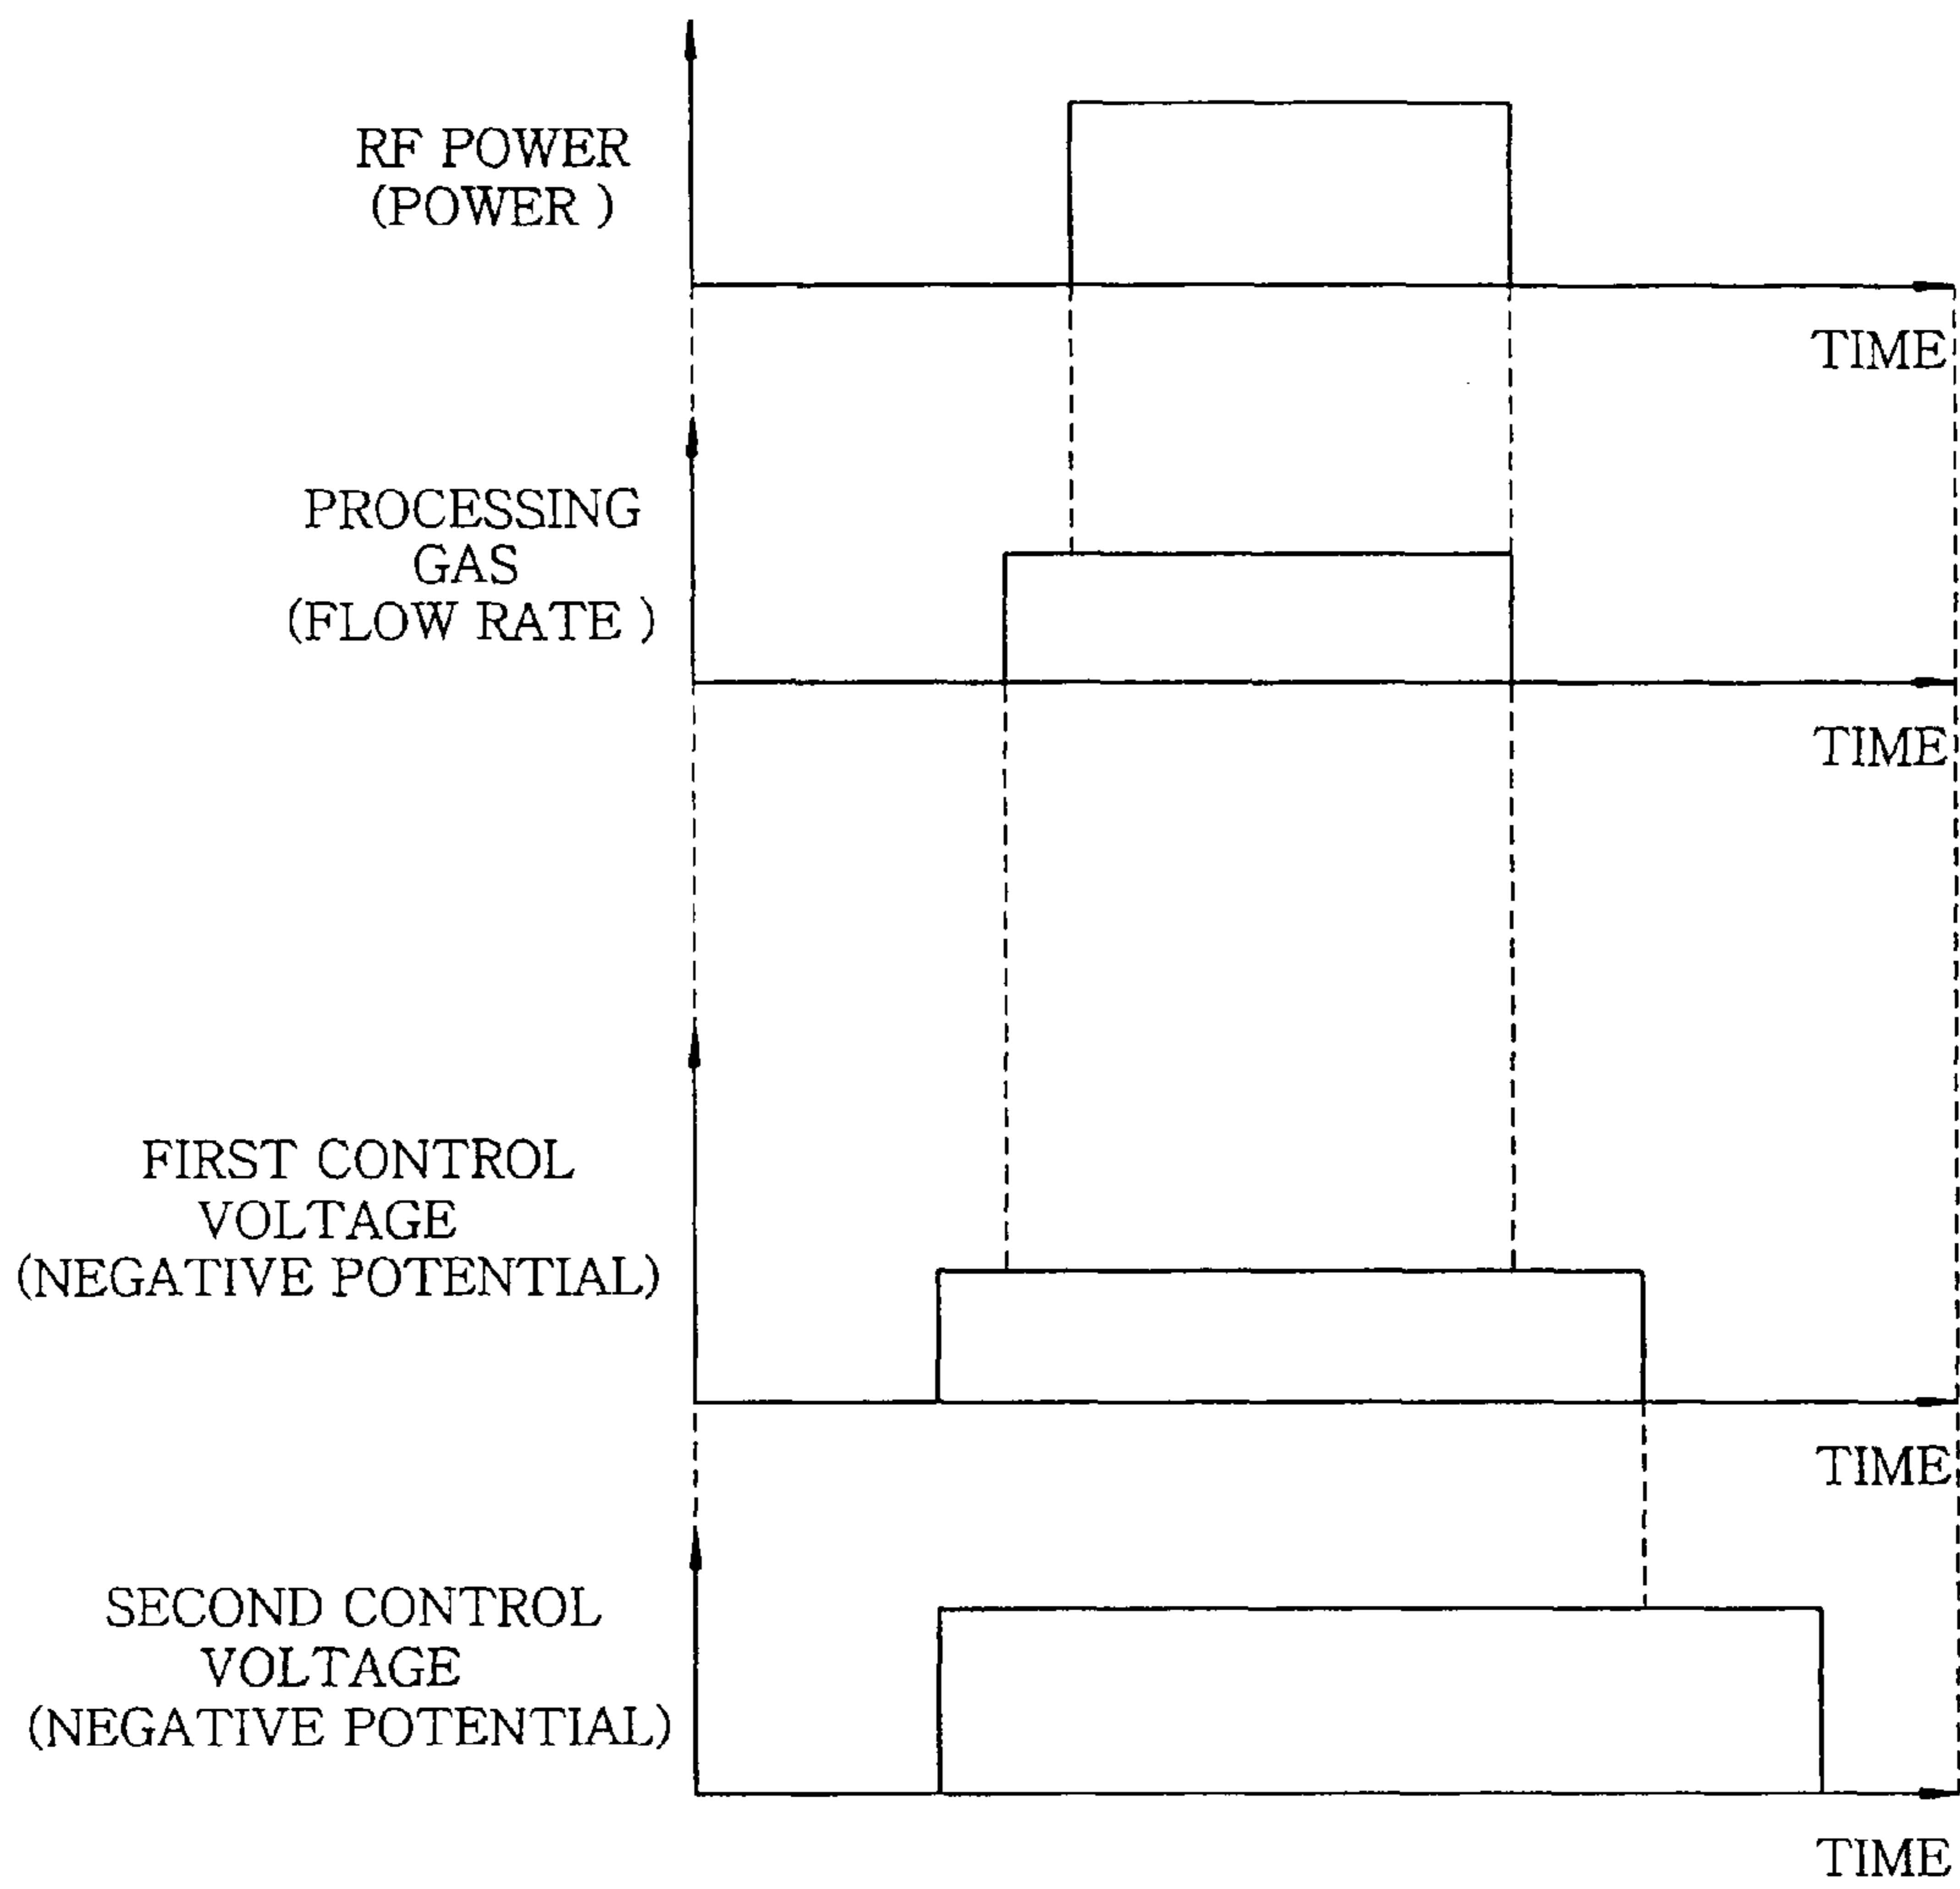 RF POWER
(POWER )
TIME
PROCESSING
GAS
(FLOW RATE )
TIME
FIRST CONTROL
VOLTAGE
(NEGATIVE POTENTIAL)
TIME
SECOND CONTROL
VOLTAGE
(NEGATIVE POTENTIAL)
TIME